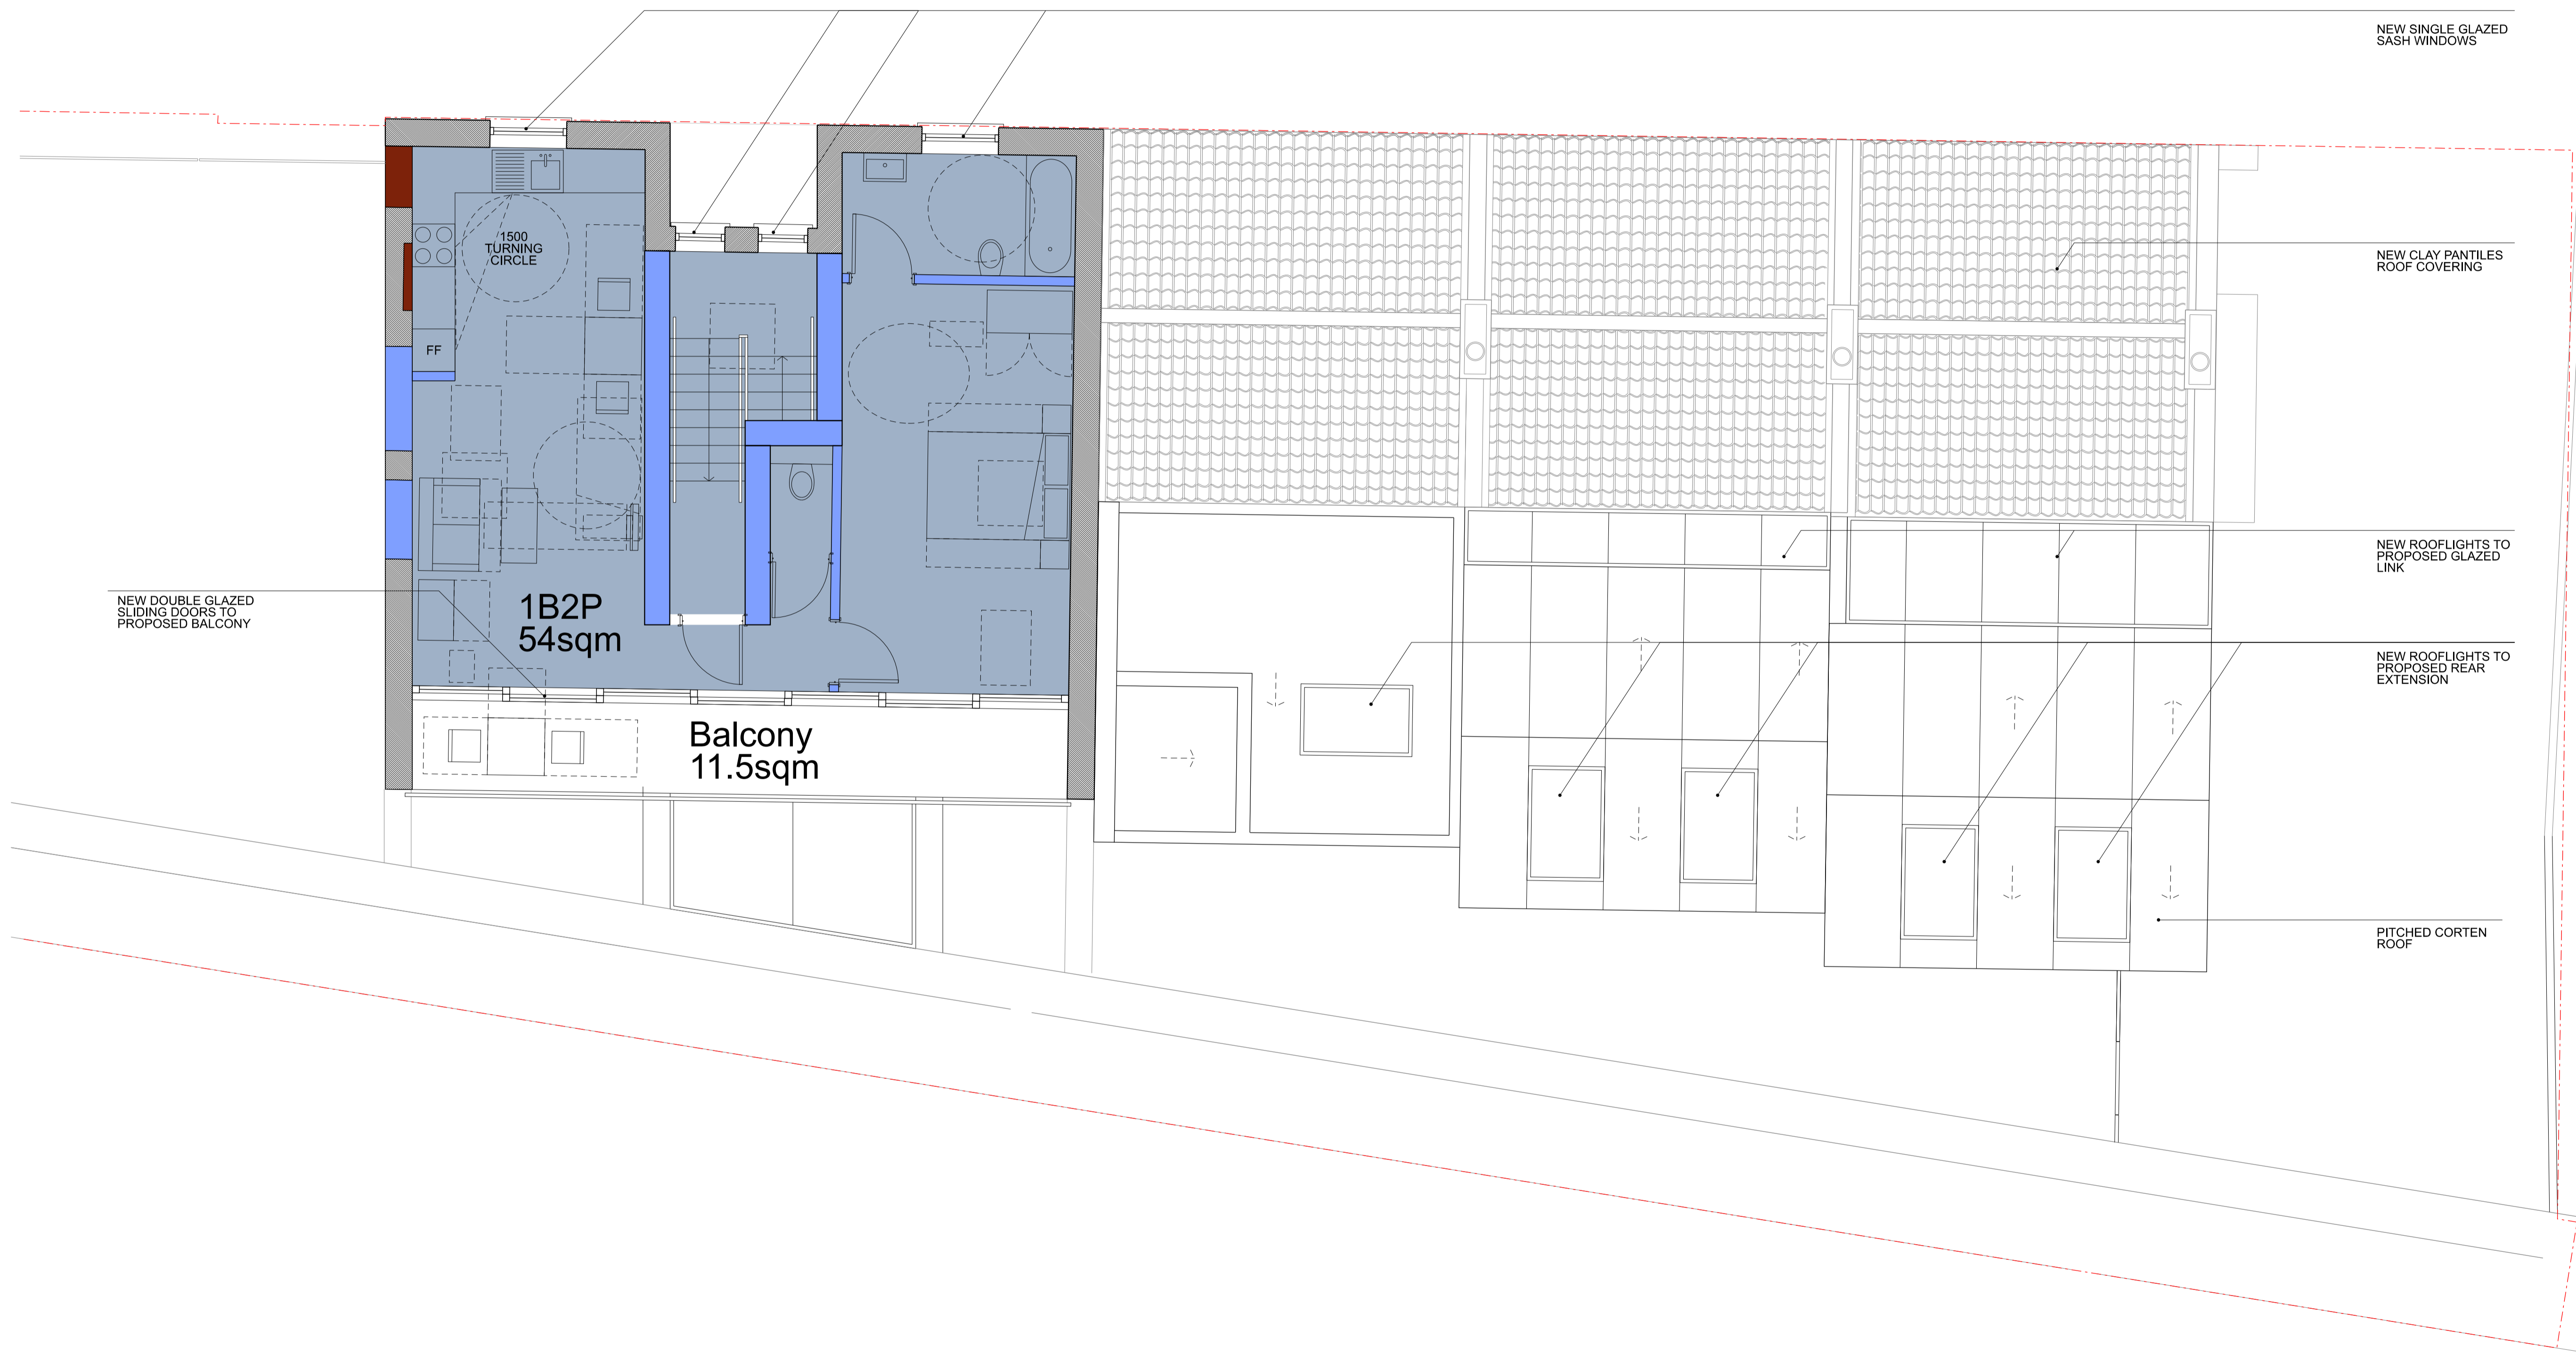 NEW SINGLE GLAZED
SASH WINDOWS
1500
TURNING
CIRCLE
NEW CLAY PANTILES
ROOF COVERING
FF
NEW ROOFLIGHTS TO
PROPOSED GLAZED
LINK
NEW DOUBLE GLAZED
SLIDING DOORS TO
PROPOSED BALCONY
1B2P
54sqm
NEW ROOFLIGHTS TO
PROPOSED REAR
EXTENSION
Balcony
11.5sqm
PITCHED CORTEN
ROOF